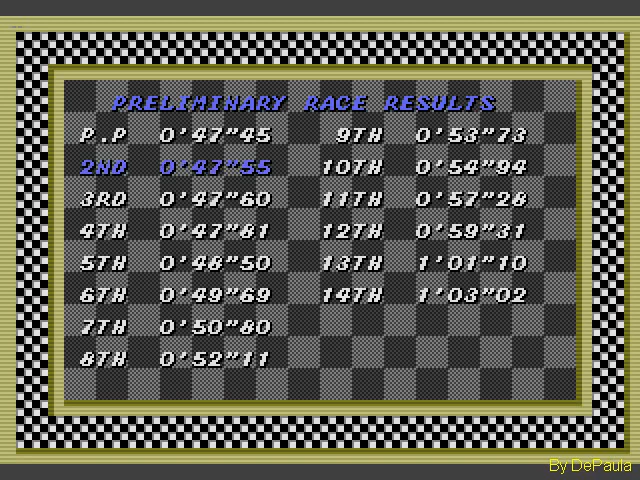 PRELIMINARY RACE RESULTS
P.P 0'47"45 9TH 0'53"73
2ND 0'47"55 10TH 0'54"94
3RD 0'47"60 11TH 0'57"28
4TH 0'47"81 12TH 0'59"31
5TH 0'48"50 13TH 1'01"10
6TH 0'49"69 14TH 1'03"02
7TH 0'50"80
8TH 0'52"11
By DePaula